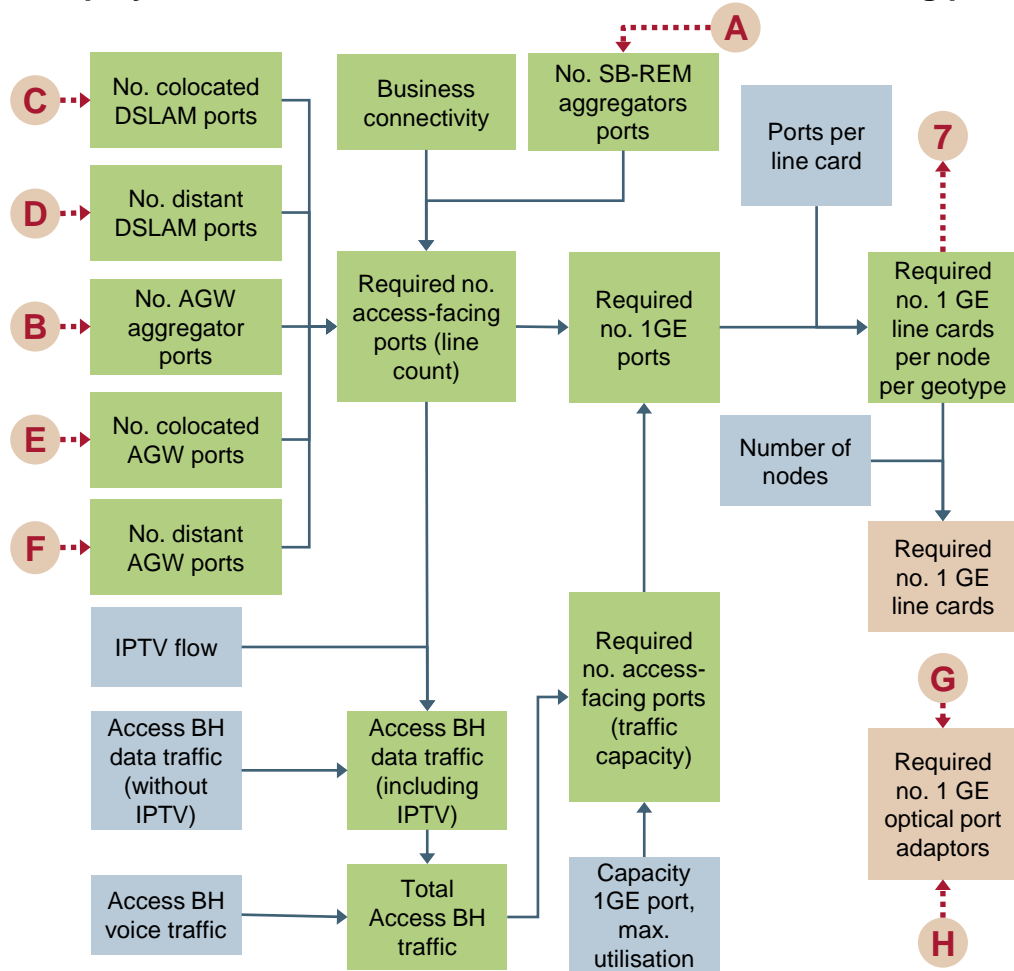 A
C
No. colocated
DSLAM ports
Business
connectivity
No. SB-REM
aggregators
ports
Ports per
line card
7
D
No. distant
DSLAM ports
B
No. AGW
aggregator
ports
Required no.
access-facing
ports (line
count)
Required
no. 1GE
ports
Required
no. 1 GE
line cards
per node
per geotype
E
No. colocated
AGW ports
Number of
nodes
F
No. distant
AGW ports
Required
no. 1 GE
line cards
IPTV flow
Required
no. access-
facing ports
(traffic
capacity)
G
Access BH
data traffic
(without
IPTV)
Access BH
data traffic
(including
IPTV)
Required
no. 1 GE
optical port
adaptors
Access BH
voice traffic
Total
Access BH
traffic
Capacity
1GE port,
max.
utilisation
H